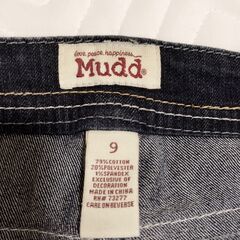 love. peace. happiness.
Mudd®
9
79% COTTON
20% POLYESTER
1% SPANDEX
EXCLUSIVE OF
DECORATION
MADE IN CHINA
RN# 73277
CARE ON REVERSE